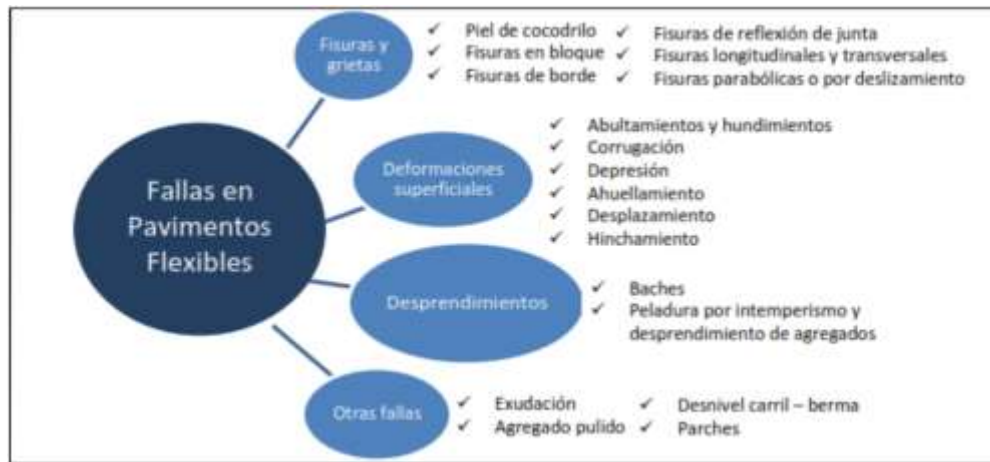 Fallas en
Pavimentos
Flexibles
Fisuras y
grietas
✓ Piel de cocodrilo
✓ Fisuras en bloque
✓ Fisuras de borde
✓ Fisuras de reflexión de junta
✓ Fisuras longitudinales y transversales
✓ Fisuras parabólicas o por deslizamiento
Deformaciones
superficiales
✓ Abultamientos y hundimientos
✓ Corrugación
✓ Depresión
✓ Ahuellamiento
✓ Desplazamiento
✓ Hinchamiento
Desprendimientos
✓ Baches
✓ Peladura por intemperismo y
desprendimiento de agregados
Otras fallas
✓ Exudación
✓ Agregado pulido
✓ Desnivel carril – berma
✓ Parches